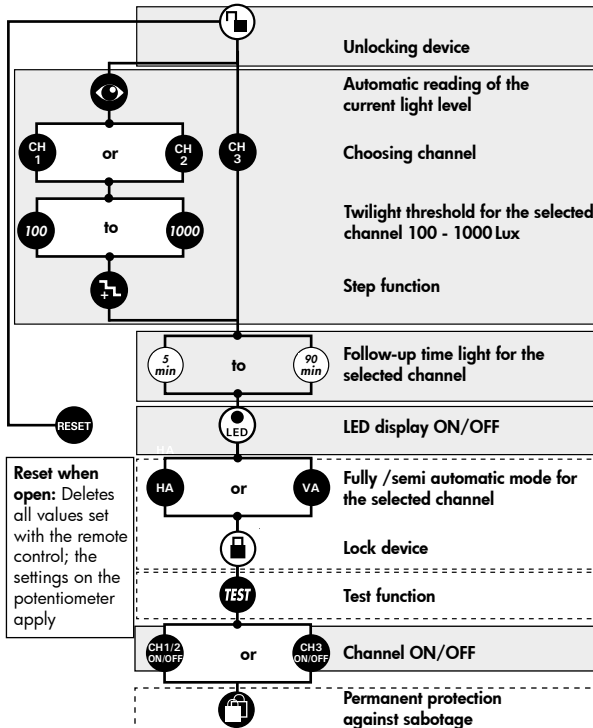 Unlocking device
Automatic reading of the
current light level
CH
1
or
CH
2
CH
3
Choosing channel
100
to
1000
Twilight threshold for the selected
channel 100 - 1000 Lux
+
Step function
5
min
to
90
min
Follow-up time light for the
selected channel
RESET
LED
LED display ON/OFF
HA
HA
or
VA
Fully /semi automatic mode for
the selected channel
Reset when
open: Deletes
all values set
with the remote
control; the
settings on the
potentiometer
apply
Lock device
TEST
Test function
CH1/2
ON/OFF
or
CH3
ON/OFF
Channel ON/OFF
Permanent protection
against sabotage